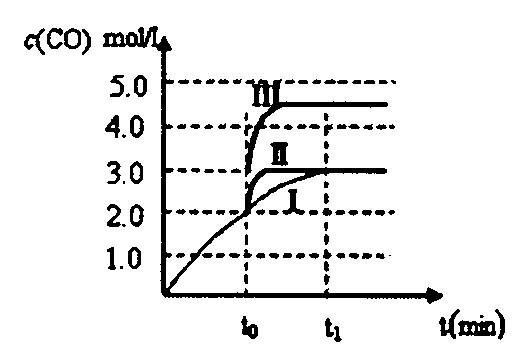 c(CO) mol/L
5.0
III
4.0
3.0
II
I
2.0
1.0
t₀
t₁
t(min)